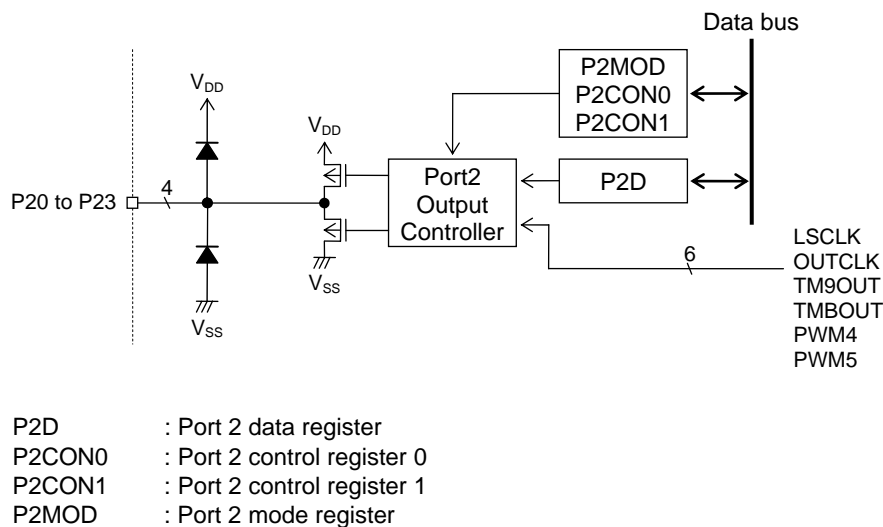 Data bus
P2MOD
P2CON0
P2CON1
VDD
VDD
P20 to P23
4
Port2
Output
Controller
P2D
VSS
VSS
6
LSCLK
OUTCLK
TM9OUT
TMBOUT
PWM4
PWM5
P2D : Port 2 data register
P2CON0 : Port 2 control register 0
P2CON1 : Port 2 control register 1
P2MOD : Port 2 mode register